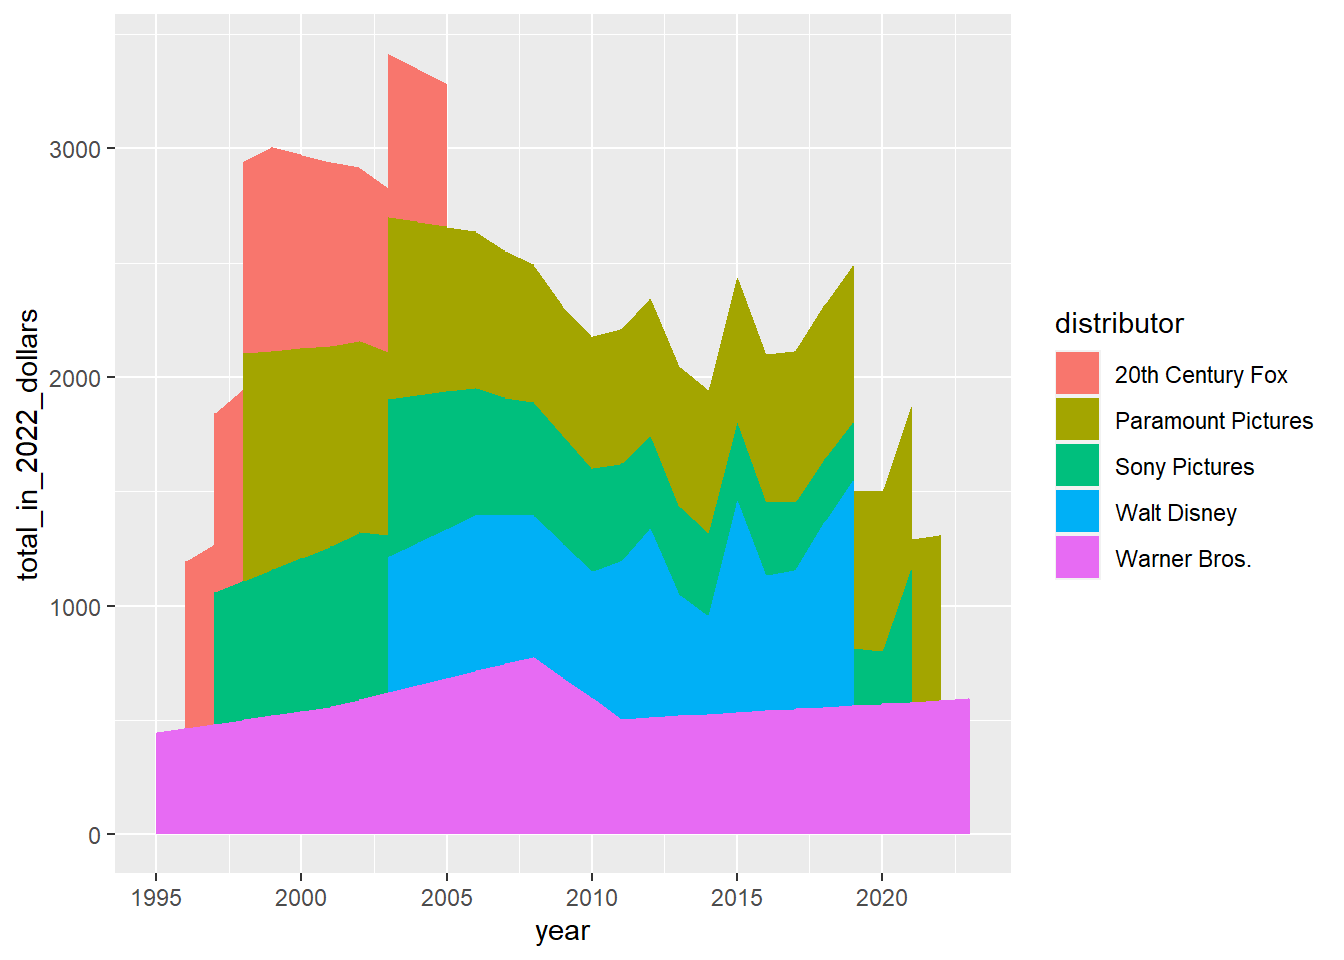 total_in_2022_dollars
3000
2000
1000
0
1995
2000
2005
2010
2015
2020
year
distributor
20th Century Fox
Paramount Pictures
Sony Pictures
Walt Disney
Warner Bros.